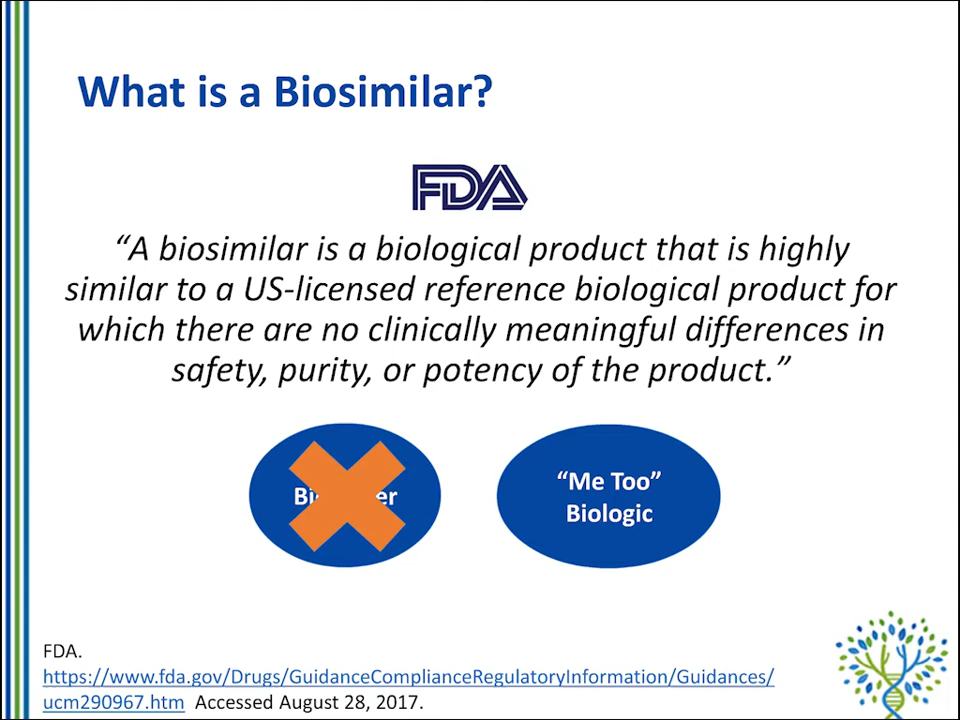 What is a Biosimilar?
FDA
“A biosimilar is a biological product that is highly
similar to a US-licensed reference biological product for
which there are no clinically meaningful differences in
safety, purity, or potency of the product.”
“Me Too”
Biologic
FDA.
https://www.fda.gov/Drugs/GuidanceComplianceRegulatoryInformation/Guidances/
ucm290967.htm Accessed August 28, 2017.